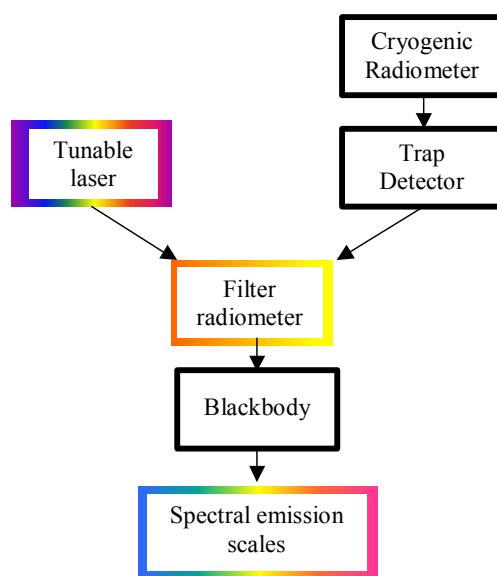 Cryogenic
Radiometer
Tunable
laser
Trap
Detector
Filter
radiometer
Blackbody
Spectral emission
scales